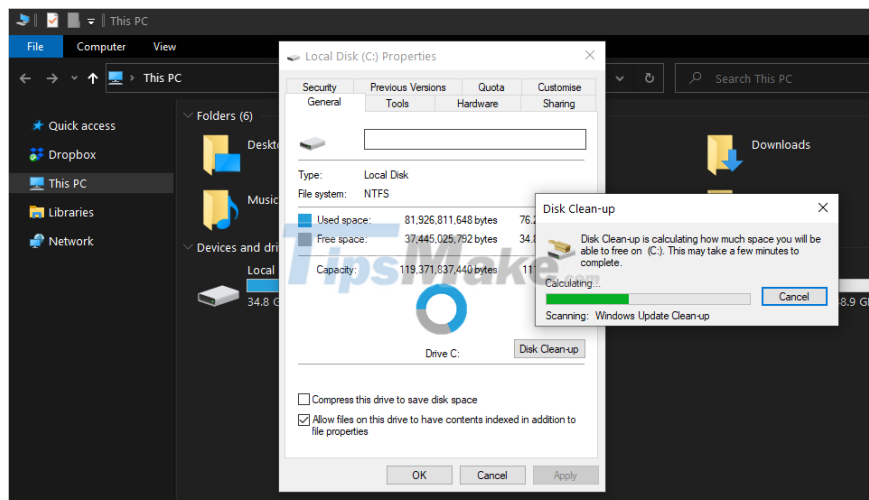 This PC
File Computer View
This PC
Search This PC
Quick access
Dropbox
This PC
Libraries
Network
Folders (6)
Music
Downloads
Devices and dri
Local
34.8 G
8.9 G
Local Disk (C:) Properties
Security Previous Versions Quota Customise
General Tools Hardware Sharing
Type: Local Disk
File system: NTFS
Used space: 81,926,811,648 bytes 76.2
Free space: 37,445,025,792 bytes 34.8
Capacity: 119,371,837,440 bytes 11
Drive C:
Disk Clean-up
Compress this drive to save disk space
Allow files on this drive to have contents indexed in addition to
file properties
OK Cancel Apply
Disk Clean-up
Disk Clean-up is calculating how much space you will be
able to free on (C:). This may take a few minutes to
complete.
Calculating...
Cancel
Scanning: Windows Update Clean-up
TipsMake.com